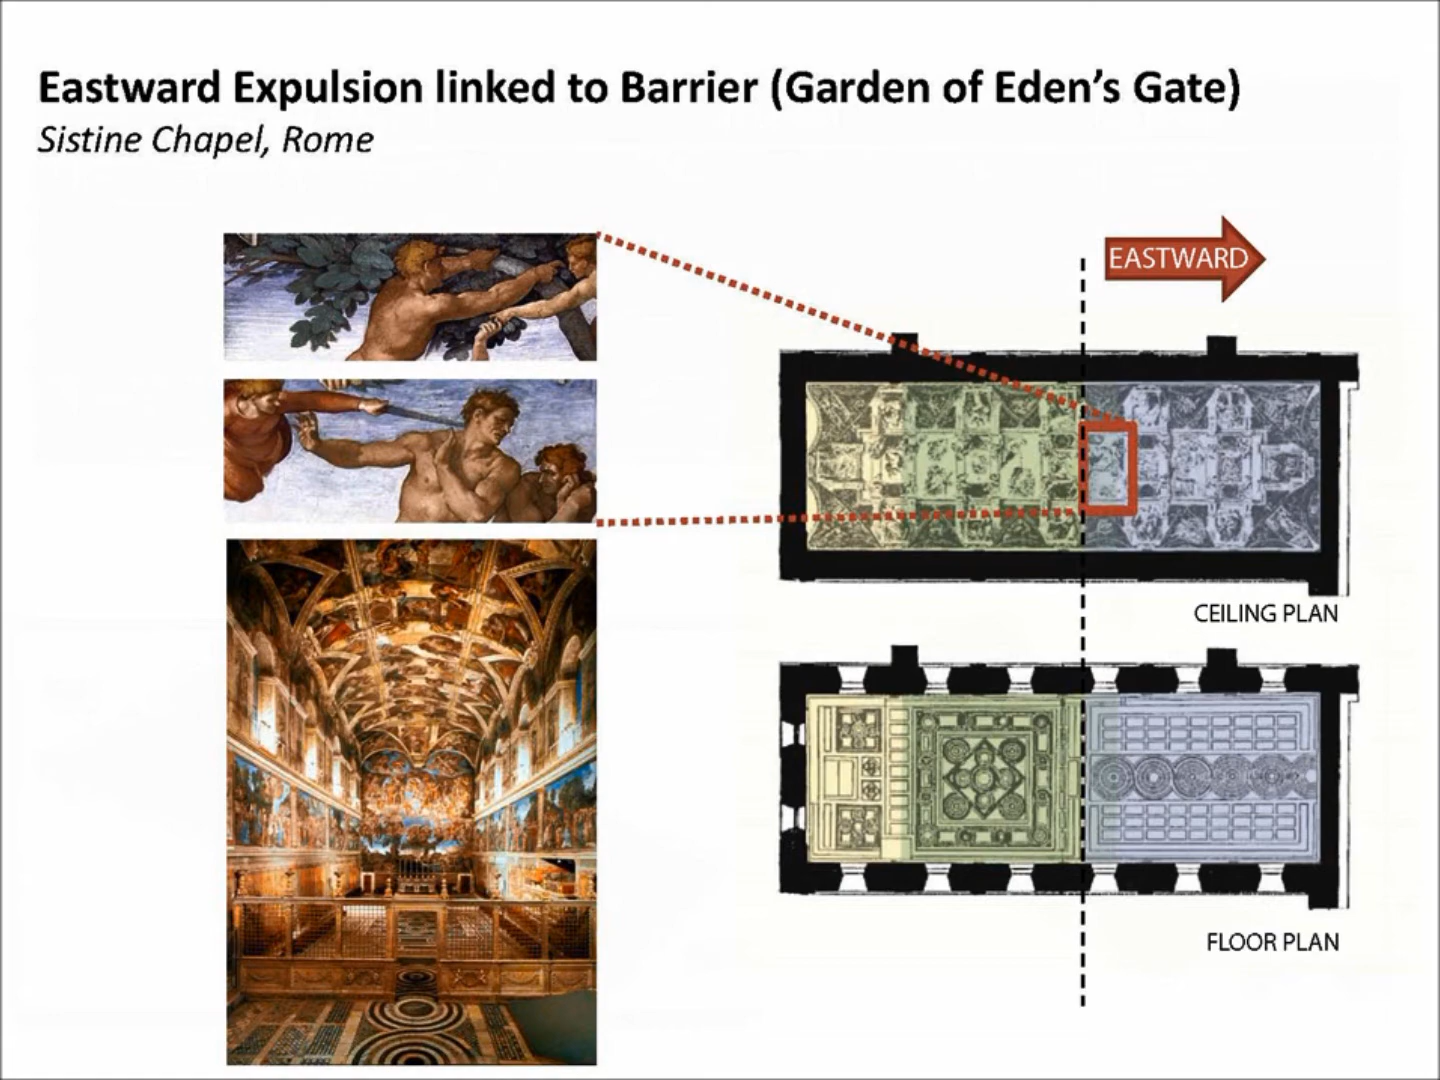 Eastward Expulsion linked to Barrier (Garden of Eden’s Gate)
Sistine Chapel, Rome
EASTWARD
CEILING PLAN
FLOOR PLAN